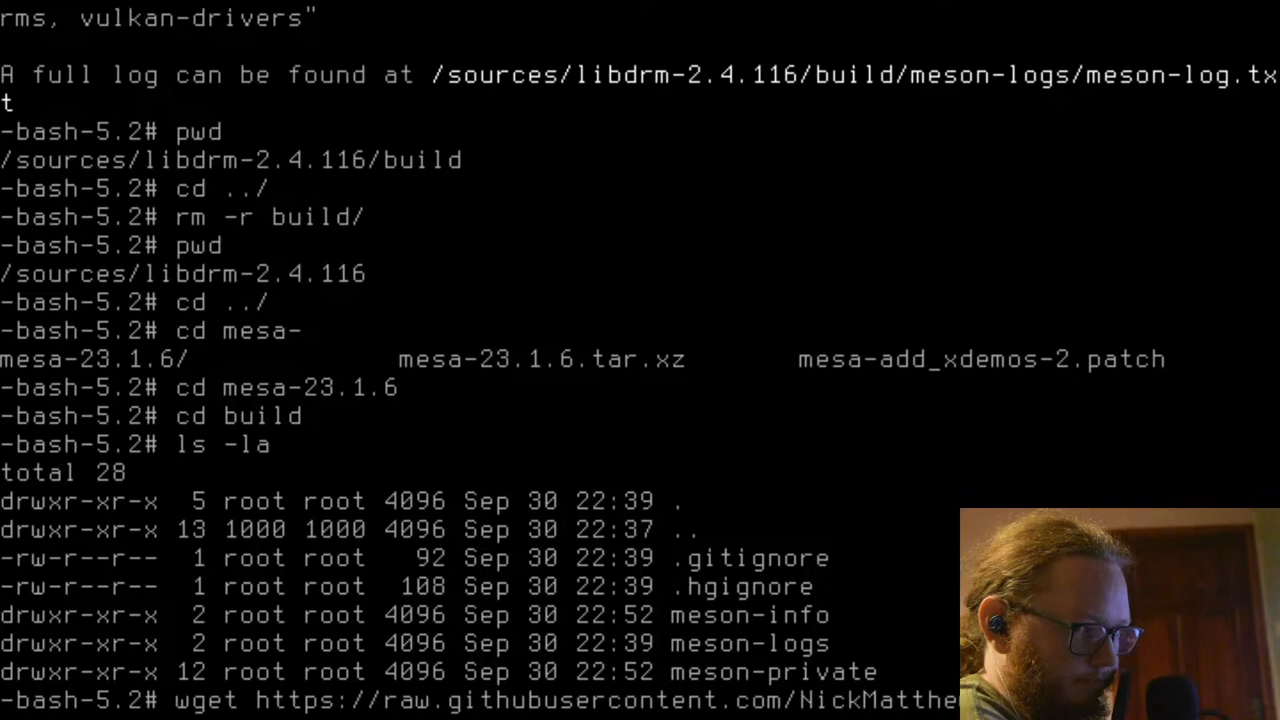 rms, vulkan-drivers"
A full log can be found at /sources/libdrm-2.4.116/build/meson-logs/meson-log.tx
t
-bash-5.2# pwd
/sources/libdrm-2.4.116/build
-bash-5.2# cd ../
-bash-5.2# rm -r build/
-bash-5.2# pwd
/sources/libdrm-2.4.116
-bash-5.2# cd ../
-bash-5.2# cd mesa-
mesa-23.1.6/ mesa-23.1.6.tar.xz mesa-add_xdemos-2.patch
-bash-5.2# cd mesa-23.1.6
-bash-5.2# cd build
-bash-5.2# ls -la
total 28
drwxr-xr-x 5 root root 4096 Sep 30 22:39 .
drwxr-xr-x 13 1000 1000 4096 Sep 30 22:37 ..
-rw-r--r-- 1 root root 92 Sep 30 22:39 .gitignore
-rw-r--r-- 1 root root 108 Sep 30 22:39 .hgignore
drwxr-xr-x 2 root root 4096 Sep 30 22:52 meson-info
drwxr-xr-x 2 root root 4096 Sep 30 22:39 meson-logs
drwxr-xr-x 12 root root 4096 Sep 30 22:52 meson-private
-bash-5.2# wget https://raw.githubusercontent.com/NickMatthe